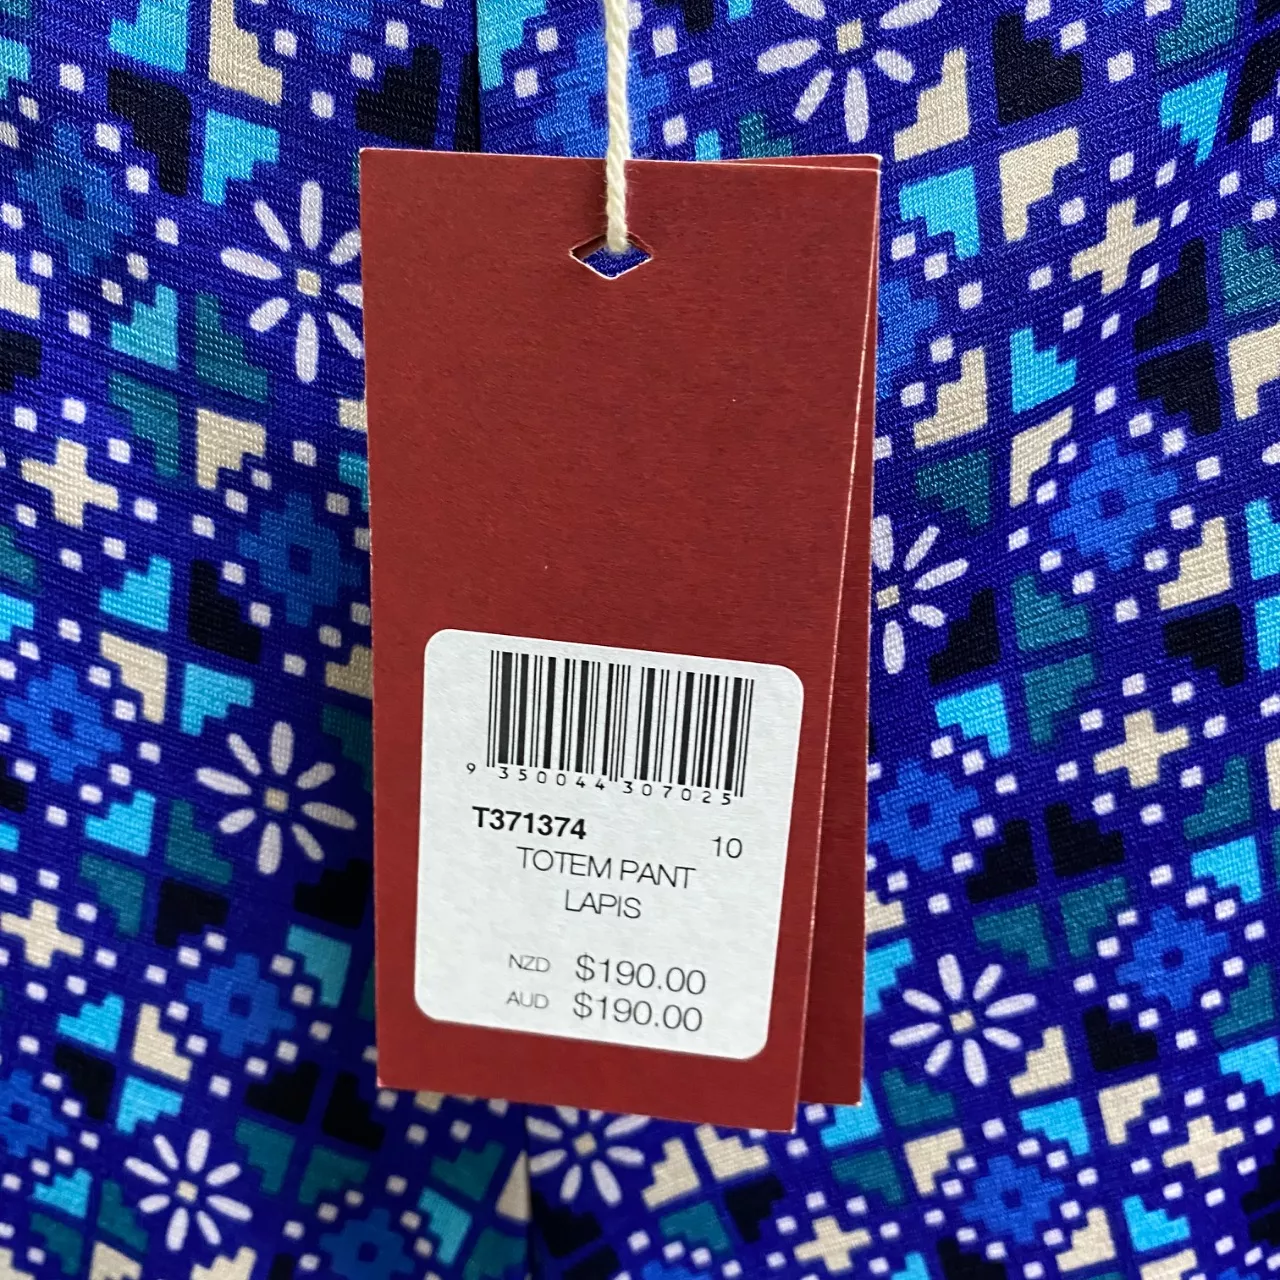 9 350044 307025
T371374 10
TOTEM PANT
LAPIS
NZD $190.00
AUD $190.00